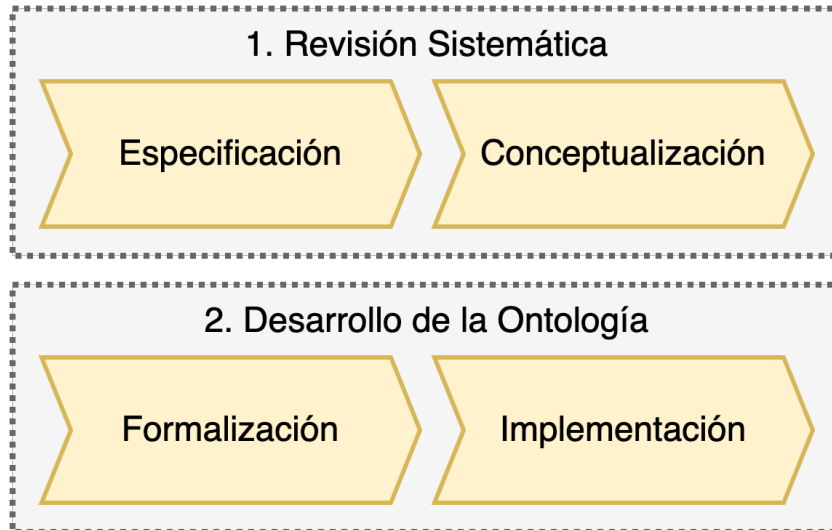 1. Revisión Sistemática
Especificación
Conceptualización
2. Desarrollo de la Ontología
Formalización
Implementación